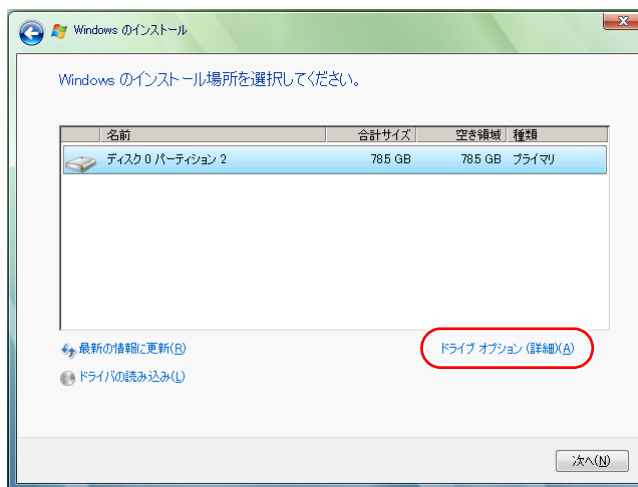 Windows のインストール
Windows のインストール場所を選択してください。
名前 合計サイズ 空き領域 種類
ディスク 0 パーティション 2 78.5 GB 78.5 GB プライマリ
最新の情報に更新(R) ドライブ オプション (詳細)(A)
ドライバの読み込み(L)
次へ(N)